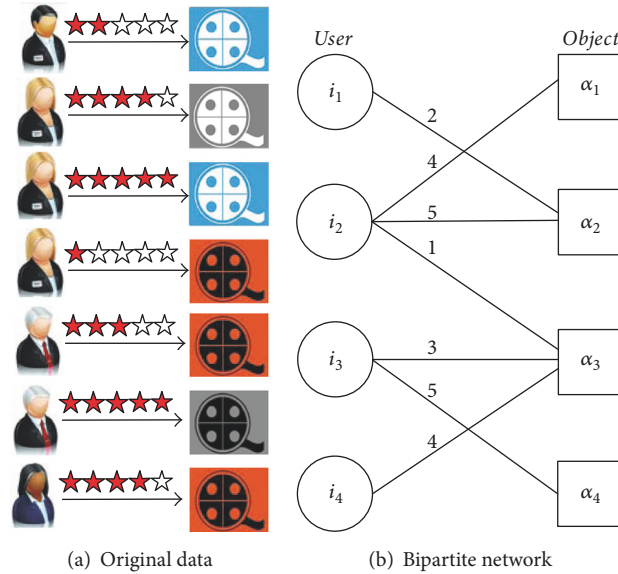 User
Object
i1
α1
2
4
i2
5
α2
1
i3
3
α3
5
4
i4
α4
(a) Original data
(b) Bipartite network